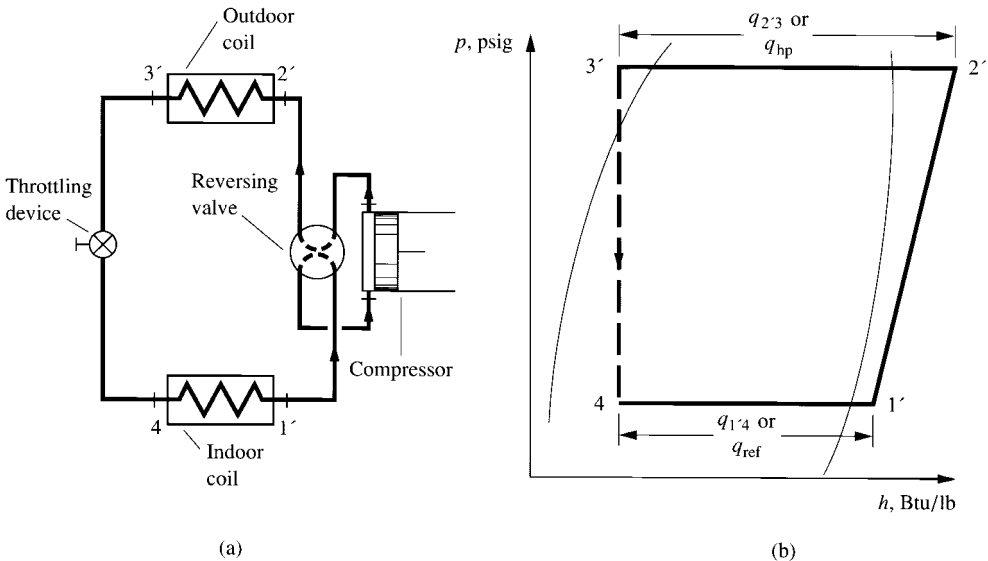 Outdoor
coil
3´
2´
Throttling
device
Reversing
valve
Compressor
4
1´
Indoor
coil
(a)
p, psig
q2´3´ or
qhp
3´
2´
4
1´
q1´4 or
qref
h, Btu/lb
(b)